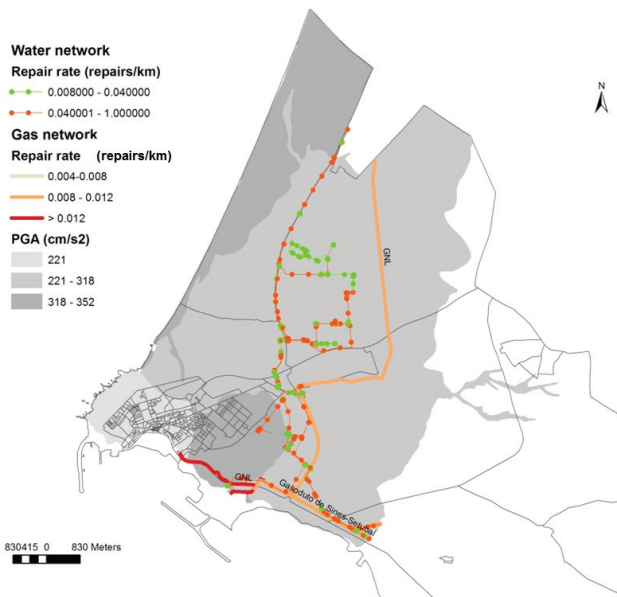 Water network
Repair rate (repairs/km)
0.008000 - 0.040000
0.040001 - 1.000000
Gas network
Repair rate (repairs/km)
0.004-0.008
0.008 - 0.012
> 0.012
PGA (cm/s2)
221
221 - 318
318 - 352
N
GNL
GNL
Gasoduto de Sines-Setubal
830415 0 830 Meters